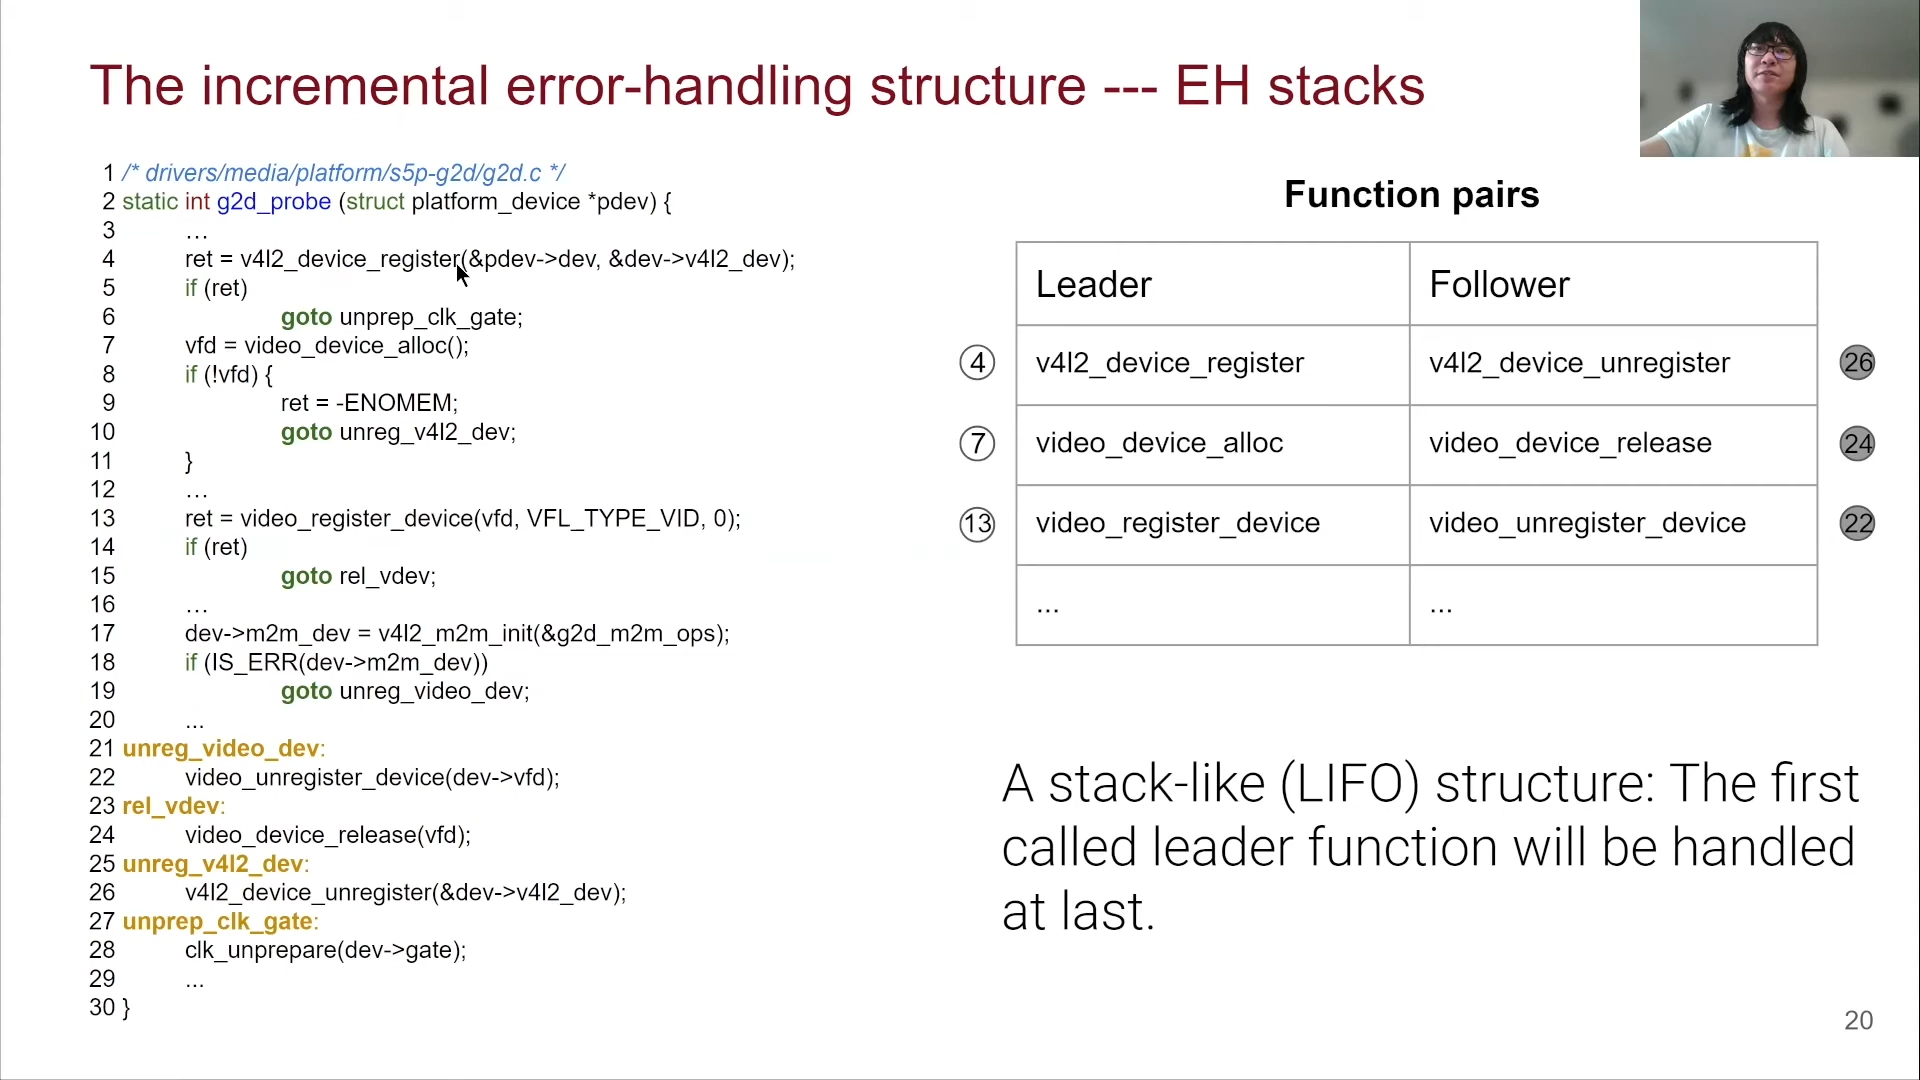 The incremental error-handling structure --- EH stacks
1 /* drivers/media/platform/s5p-g2d/g2d.c */
2 static int g2d_probe (struct platform_device *pdev) {
3 …
4 ret = v4l2_device_register(&pdev->dev, &dev->v4l2_dev);
5 if (ret)
6 goto unprep_clk_gate;
7 vfd = video_device_alloc();
8 if (!vfd) {
9 ret = -ENOMEM;
10 goto unreg_v4l2_dev;
11 }
12 …
13 ret = video_register_device(vfd, VFL_TYPE_VID, 0);
14 if (ret)
15 goto rel_vdev;
16 …
17 dev->m2m_dev = v4l2_m2m_init(&g2d_m2m_ops);
18 if (IS_ERR(dev->m2m_dev))
19 goto unreg_video_dev;
20 ...
21 unreg_video_dev:
22 video_unregister_device(dev->vfd);
23 rel_vdev:
24 video_device_release(vfd);
25 unreg_v4l2_dev:
26 v4l2_device_unregister(&dev->v4l2_dev);
27 unprep_clk_gate:
28 clk_unprepare(dev->gate);
29 ...
30 }
Function pairs
Leader Follower
4 v4l2_device_register v4l2_device_unregister 26
7 video_device_alloc video_device_release 24
13 video_register_device video_unregister_device 22
... ...
A stack-like (LIFO) structure: The first
called leader function will be handled
at last.
20